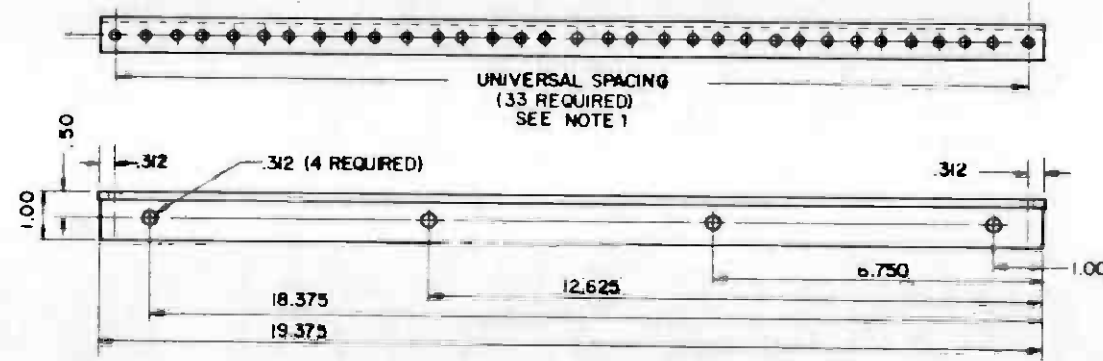 UNIVERSAL SPACING
(33 REQUIRED)
SEE NOTE 1
.50
.312
.312 (4 REQUIRED)
.312
1.00
6.750
1.00
12.625
18.375
19.375